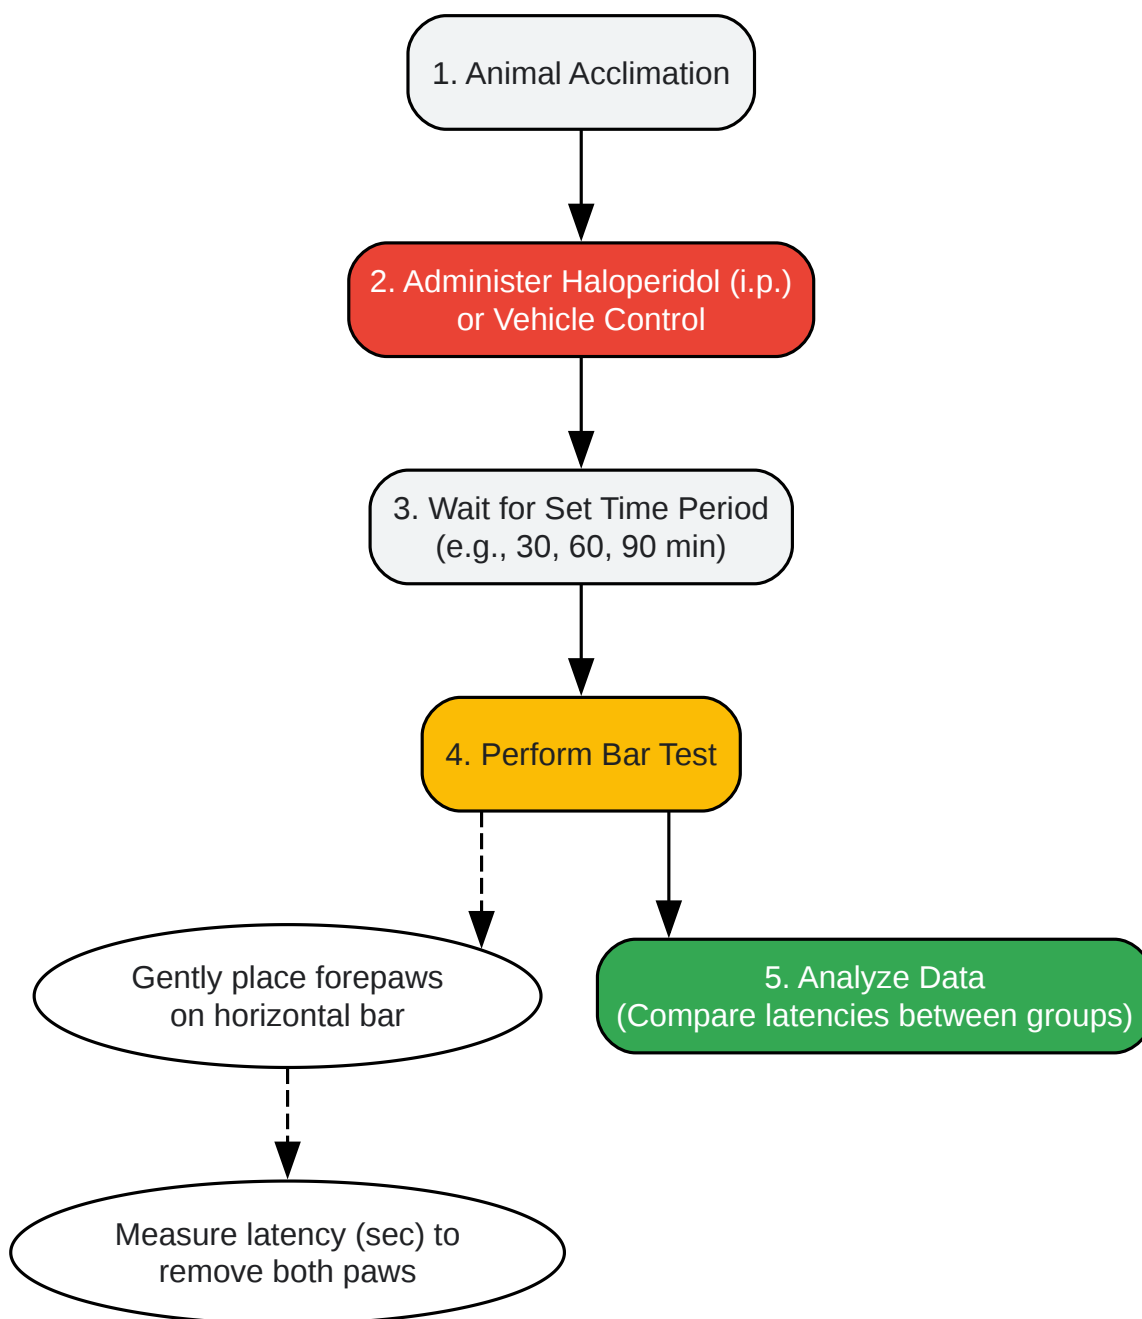 1. Animal Acclimation
2. Administer Haloperidol (i.p.)
or Vehicle Control
3. Wait for Set Time Period
(e.g., 30, 60, 90 min)
4. Perform Bar Test
Gently place forepaws
on horizontal bar
5. Analyze Data
(Compare latencies between groups)
Measure latency (sec) to
remove both paws